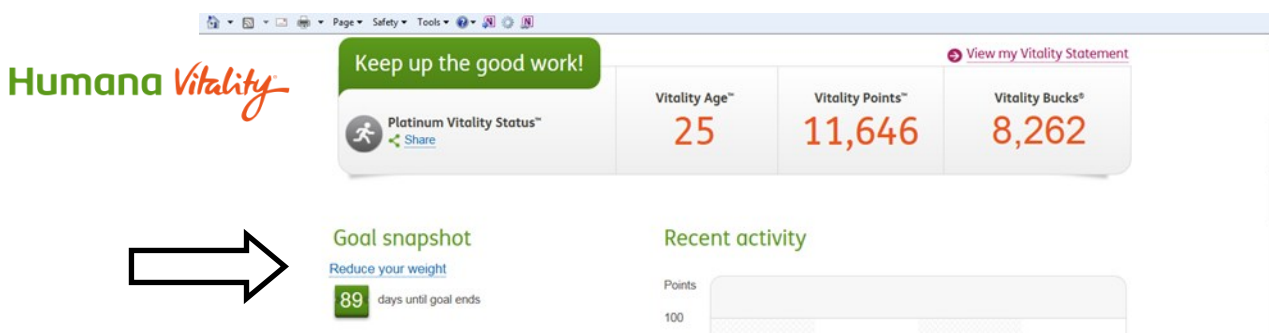 Page Safety Tools
Humana Vitality
Keep up the good work!
View my Vitality Statement
Platinum Vitality Status™
Share
Vitality Age™
25
Vitality Points™
11,646
Vitality Bucks®
8,262
Goal snapshot
Reduce your weight
89 days until goal ends
Recent activity
Points
100